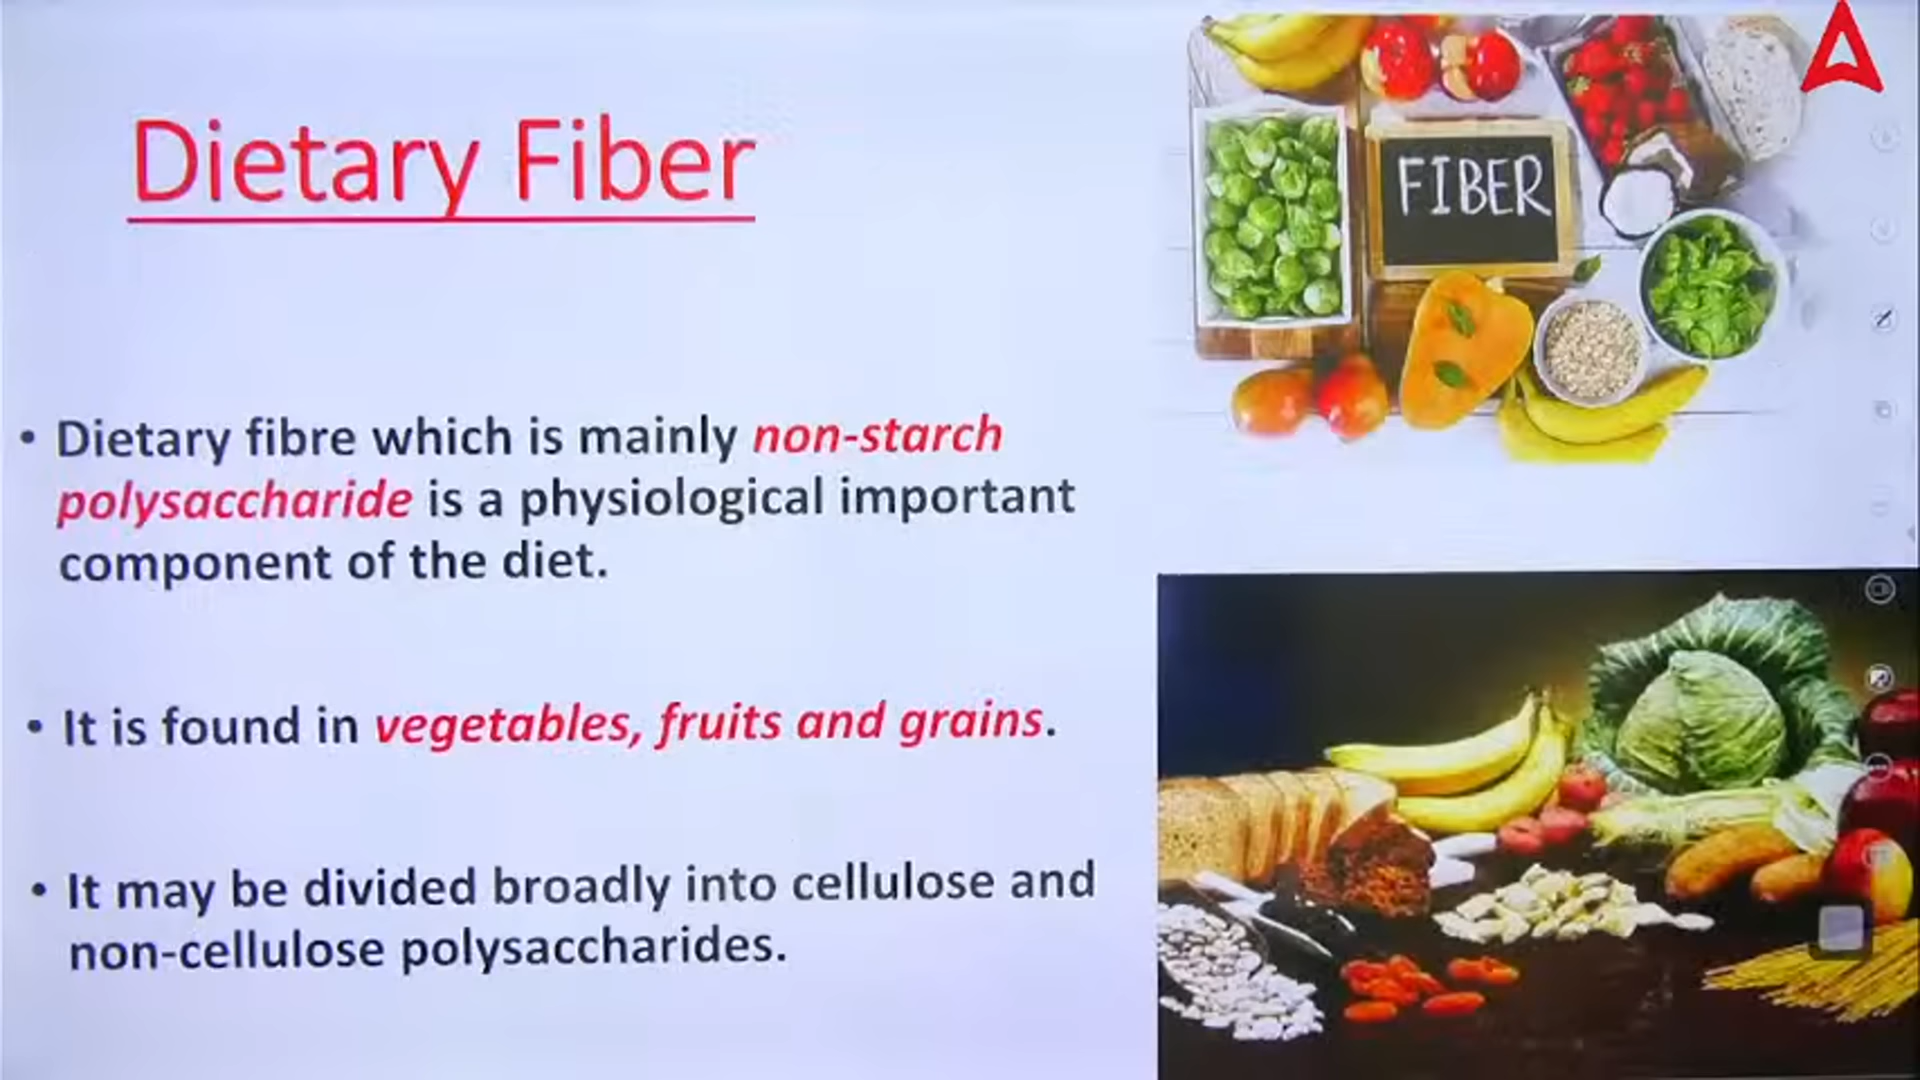 Dietary Fiber
FIBER
• Dietary fibre which is mainly non-starch
polysaccharide is a physiological important
component of the diet.
• It is found in vegetables, fruits and grains.
• It may be divided broadly into cellulose and
non-cellulose polysaccharides.